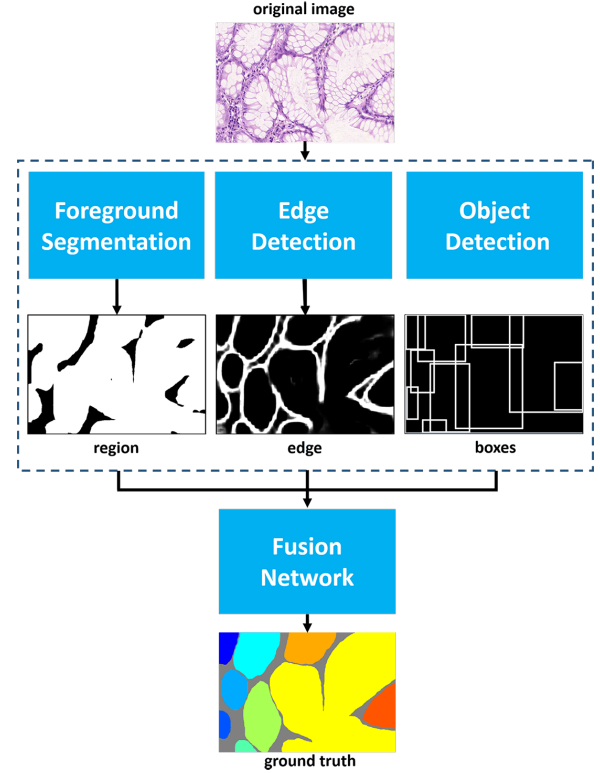 original image
Foreground
Segmentation
Edge
Detection
Object
Detection
region
edge
boxes
Fusion
Network
ground truth